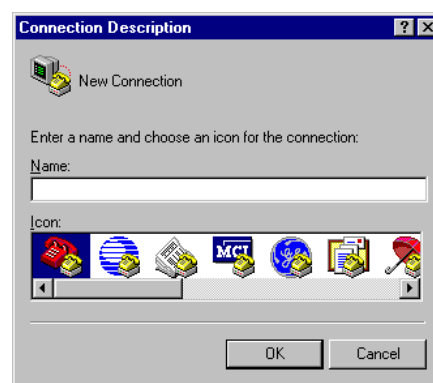 Connection Description
New Connection
Enter a name and choose an icon for the connection:
Name:
Icon:
MCI
OK
Cancel